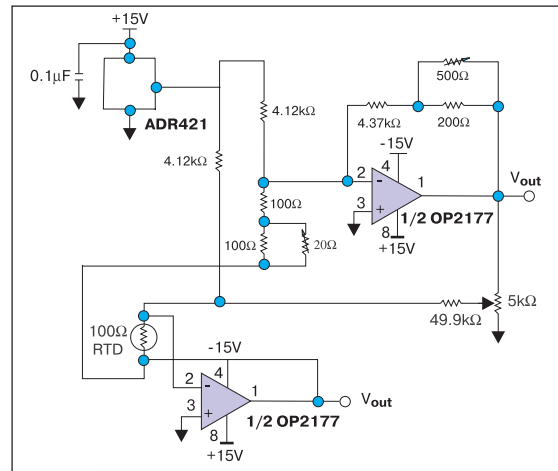 +15V
0.1µF
ADR421
4.12kΩ
4.12kΩ
500Ω
4.37kΩ
200Ω
-15V
2
4
1
-
3
+
8
+15V
1/2 OP2177
Vout
100Ω
100Ω
20Ω
49.9kΩ
5kΩ
100Ω
RTD
-15V
2
4
1
-
3
+
8
+15V
1/2 OP2177
Vout